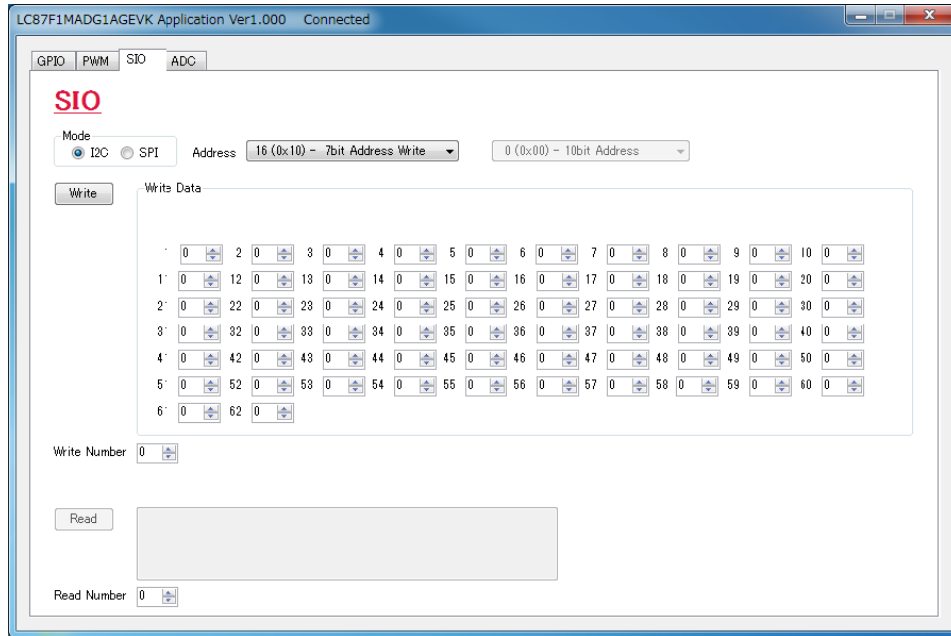 LC87F1MADG1AGEVK Application Ver1.000 Connected
GPIO PWM SIO ADC
SIO
Mode
I2C SPI Address 16 (0x10) - 7bit Address Write 0 (0x00) - 10bit Address
Write Write Data
0 2 0 3 0 4 0 5 0 6 0 7 0 8 0 9 0 10 0
0 12 0 13 0 14 0 15 0 16 0 17 0 18 0 19 0 20 0
0 22 0 23 0 24 0 25 0 26 0 27 0 28 0 29 0 30 0
0 32 0 33 0 34 0 35 0 36 0 37 0 38 0 39 0 40 0
0 42 0 43 0 44 0 45 0 46 0 47 0 48 0 49 0 50 0
0 52 0 53 0 54 0 55 0 56 0 57 0 58 0 59 0 60 0
0 62 0
Write Number 0
Read
Read Number 0